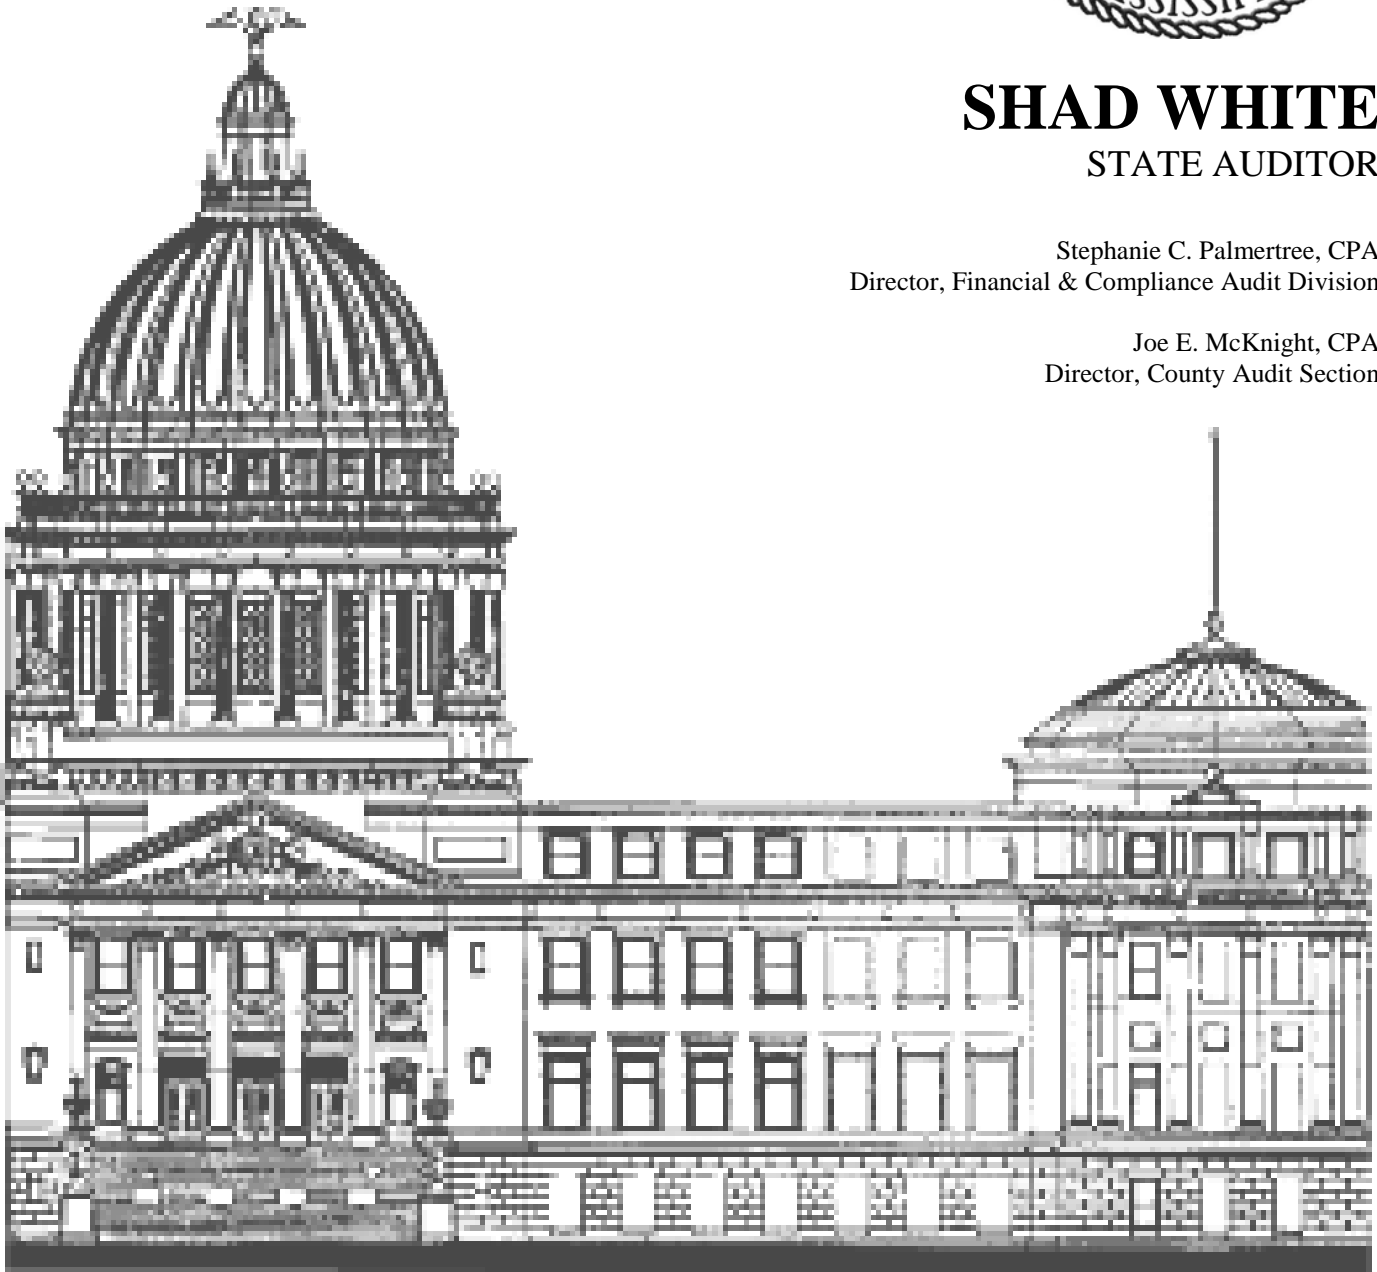 SHAD WHITE
STATE AUDITOR
Stephanie C. Palmertree, CPA
Director, Financial & Compliance Audit Division
Joe E. McKnight, CPA
Director, County Audit Section